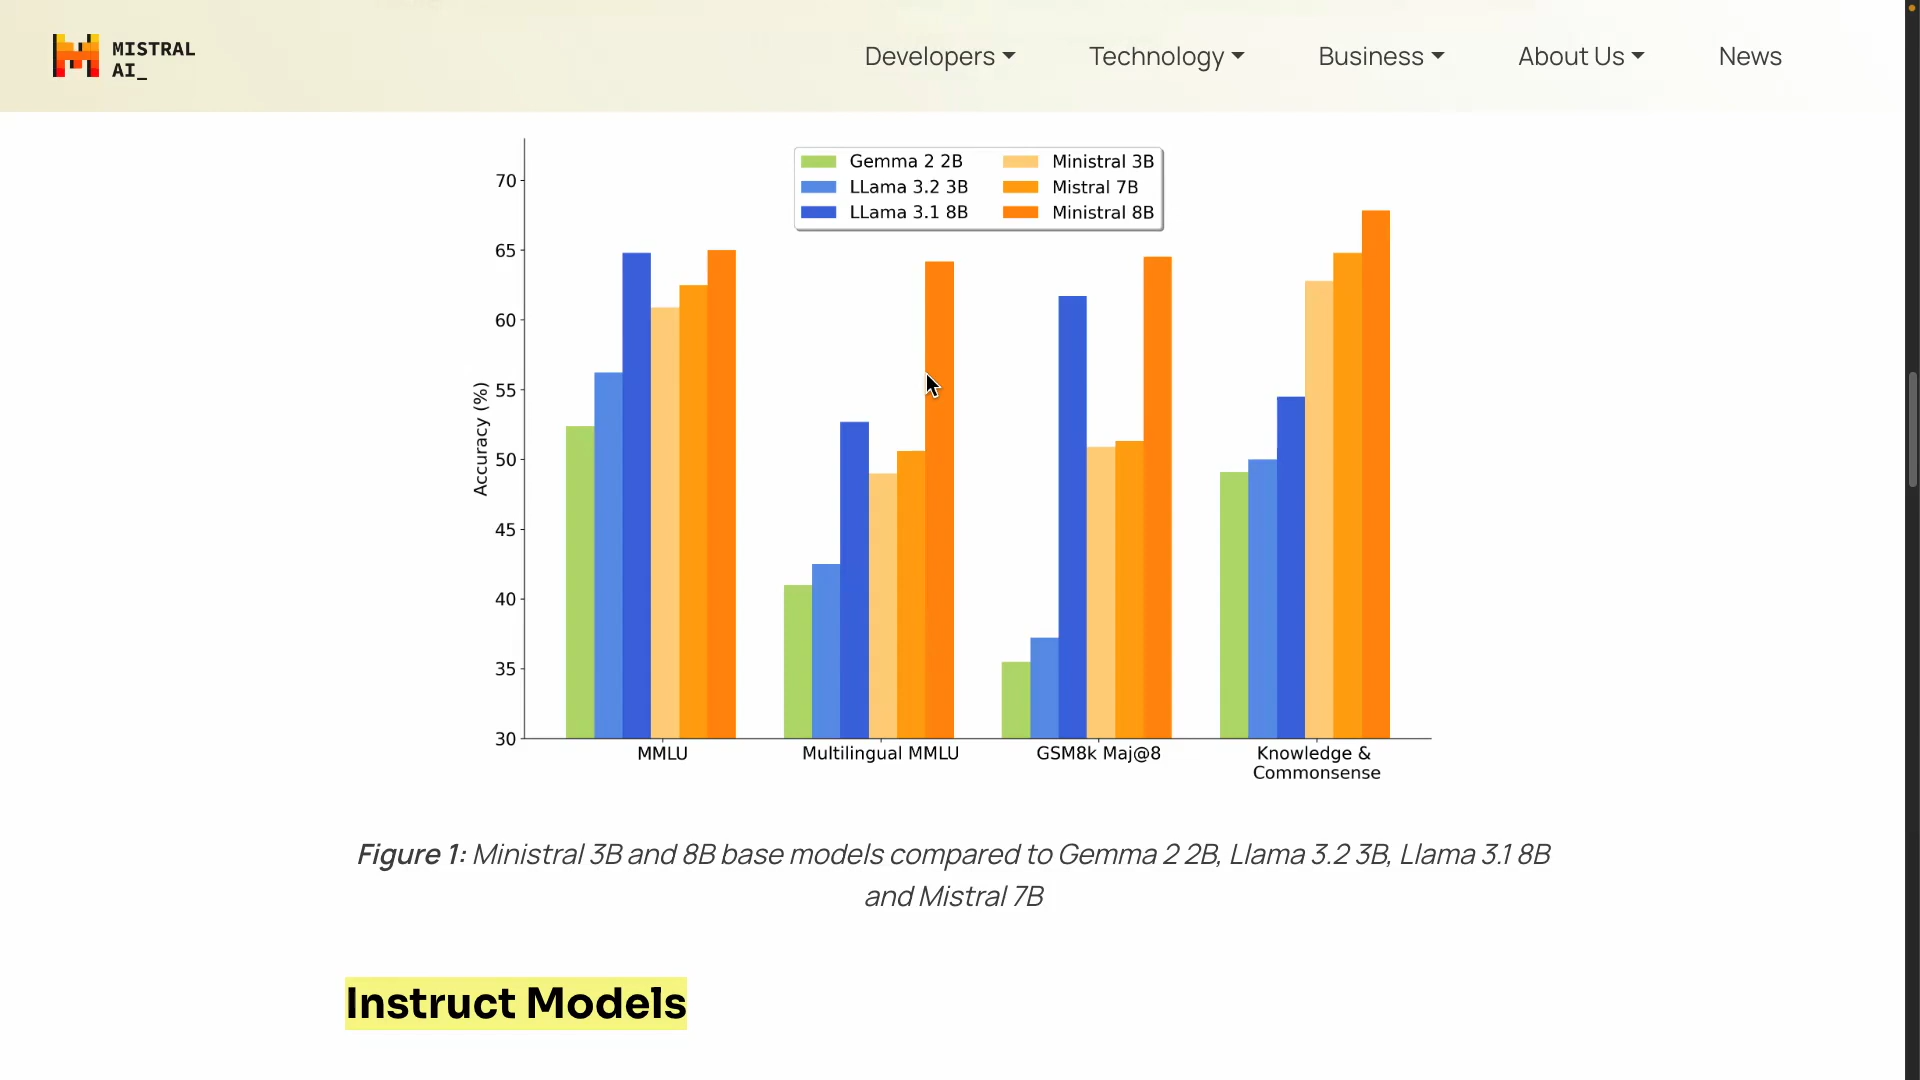 MISTRAL
AI_
Developers
Technology
Business
About Us
News
Gemma 2 2B
LLama 3.2 3B
LLama 3.1 8B
Ministral 3B
Mistral 7B
Ministral 8B
Accuracy (%)
70
65
60
55
50
45
40
35
30
MMLU
Multilingual MMLU
GSM8k Maj@8
Knowledge &
Commonsense
Figure 1: Ministral 3B and 8B base models compared to Gemma 2 2B, Llama 3.2 3B, Llama 3.1 8B
and Mistral 7B
Instruct Models